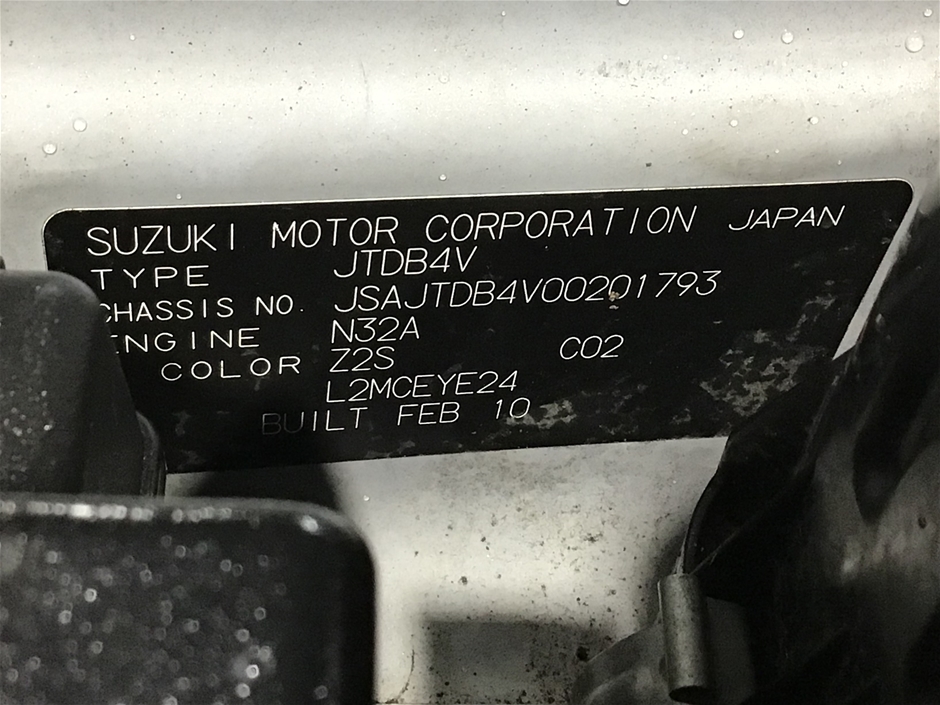 SUZUKI MOTOR CORPORATION JAPAN
TYPE JTDB4V
CHASSIS NO. JSAJTDB4V00201793
ENGINE N32A
COLOR Z2S C02
L2MCEYE24
BUILT FEB 10